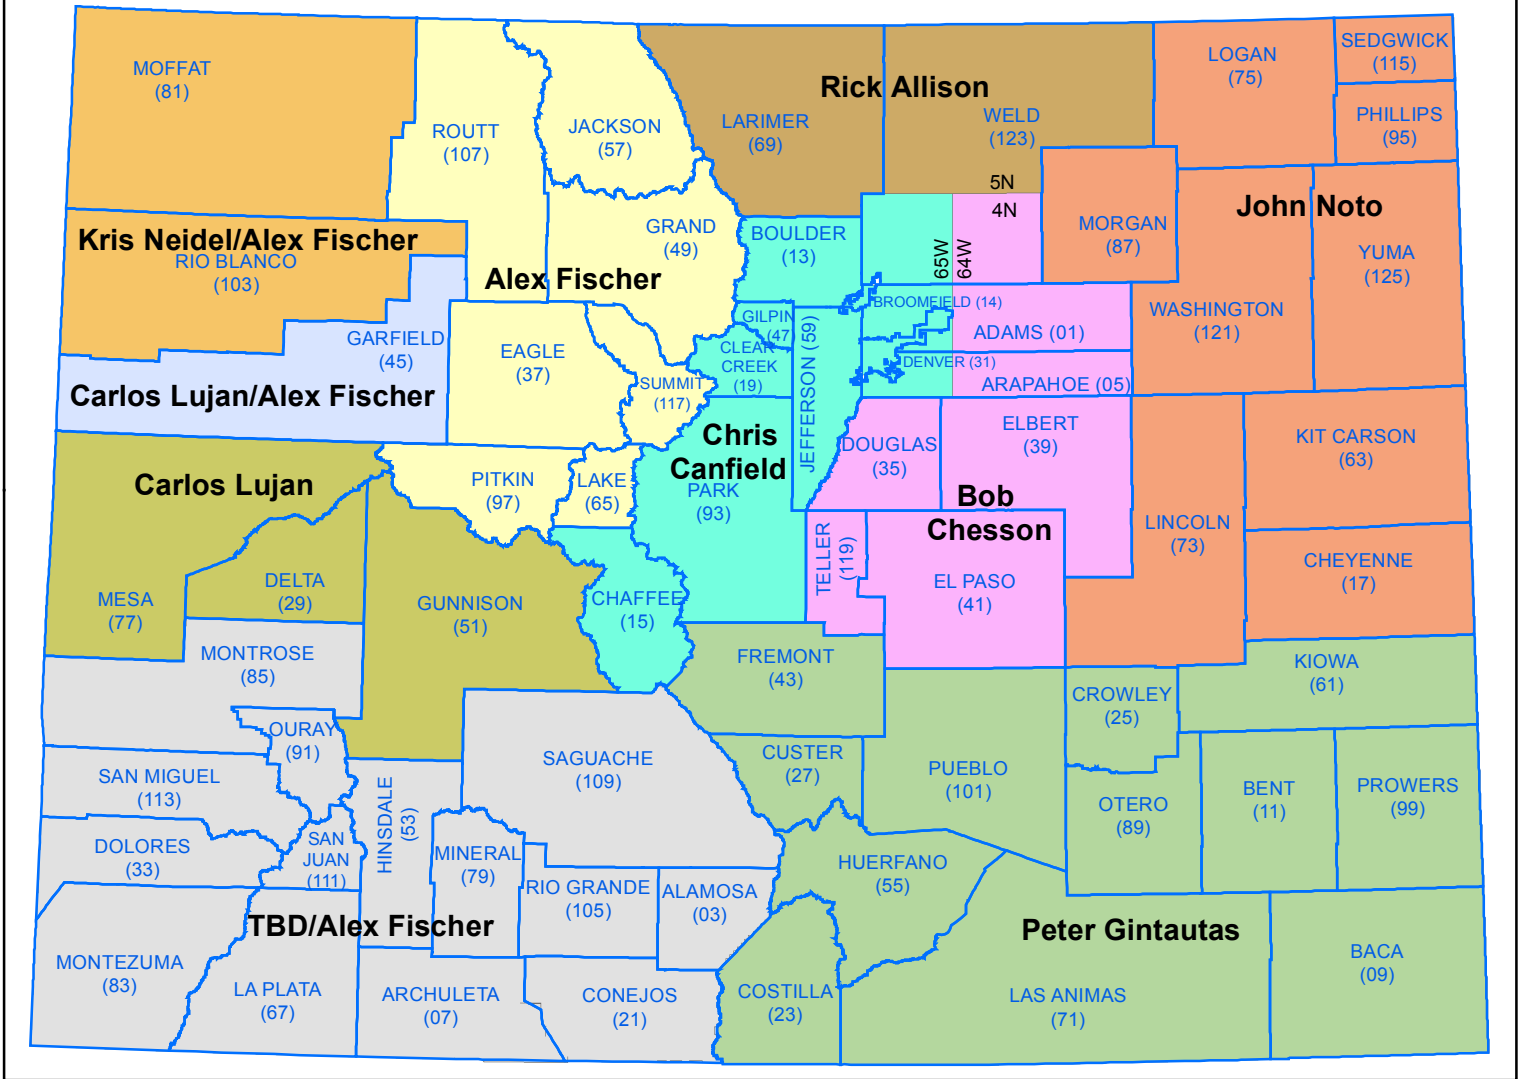 MOFFAT
(81)
ROUTT
(107)
JACKSON
(57)
LARIMER
(69)
Rick Allison
WELD
(123)
LOGAN
(75)
SEDGWICK
(115)
PHILLIPS
(95)
5N
4N
65W
64W
MORGAN
(87)
John Noto
YUMA
(125)
WASHINGTON
(121)
Kris Neidel/Alex Fischer
RIO BLANCO
(103)
GRAND
(49)
Alex Fischer
BOULDER
(13)
GARFIELD
(45)
Carlos Lujan/Alex Fischer
EAGLE
(37)
SUMMIT
(117)
GILPIN
(47)
CLEAR
CREEK
(19)
JEFFERSON (59)
BROOMFIELD (14)
ADAMS (01)
DENVER (31)
ARAPAHOE (05)
Chris
Canfield
PARK
(93)
DOUGLAS
(35)
ELBERT
(39)
Bob
Chesson
KIT CARSON
(63)
LINCOLN
(73)
CHEYENNE
(17)
Carlos Lujan
PITKIN
(97)
LAKE
(65)
TELLER
(119)
EL PASO
(41)
MESA
(77)
DELTA
(29)
GUNNISON
(51)
CHAFFEE
(15)
MONTROSE
(85)
FREMONT
(43)
KIOWA
(61)
CROWLEY
(25)
OURAY
(91)
SAN MIGUEL
(113)
SAGUACHE
(109)
CUSTER
(27)
PUEBLO
(101)
OTERO
(89)
BENT
(11)
PROWERS
(99)
DOLORES
(33)
SAN
JUAN
(111)
HINSDALE
(53)
MINERAL
(79)
RIO GRANDE
(105)
ALAMOSA
(03)
HUERFANO
(55)
TBD/Alex Fischer
Peter Gintautas
MONTEZUMA
(83)
LA PLATA
(67)
ARCHULETA
(07)
CONEJOS
(21)
COSTILLA
(23)
LAS ANIMAS
(71)
BACA
(09)